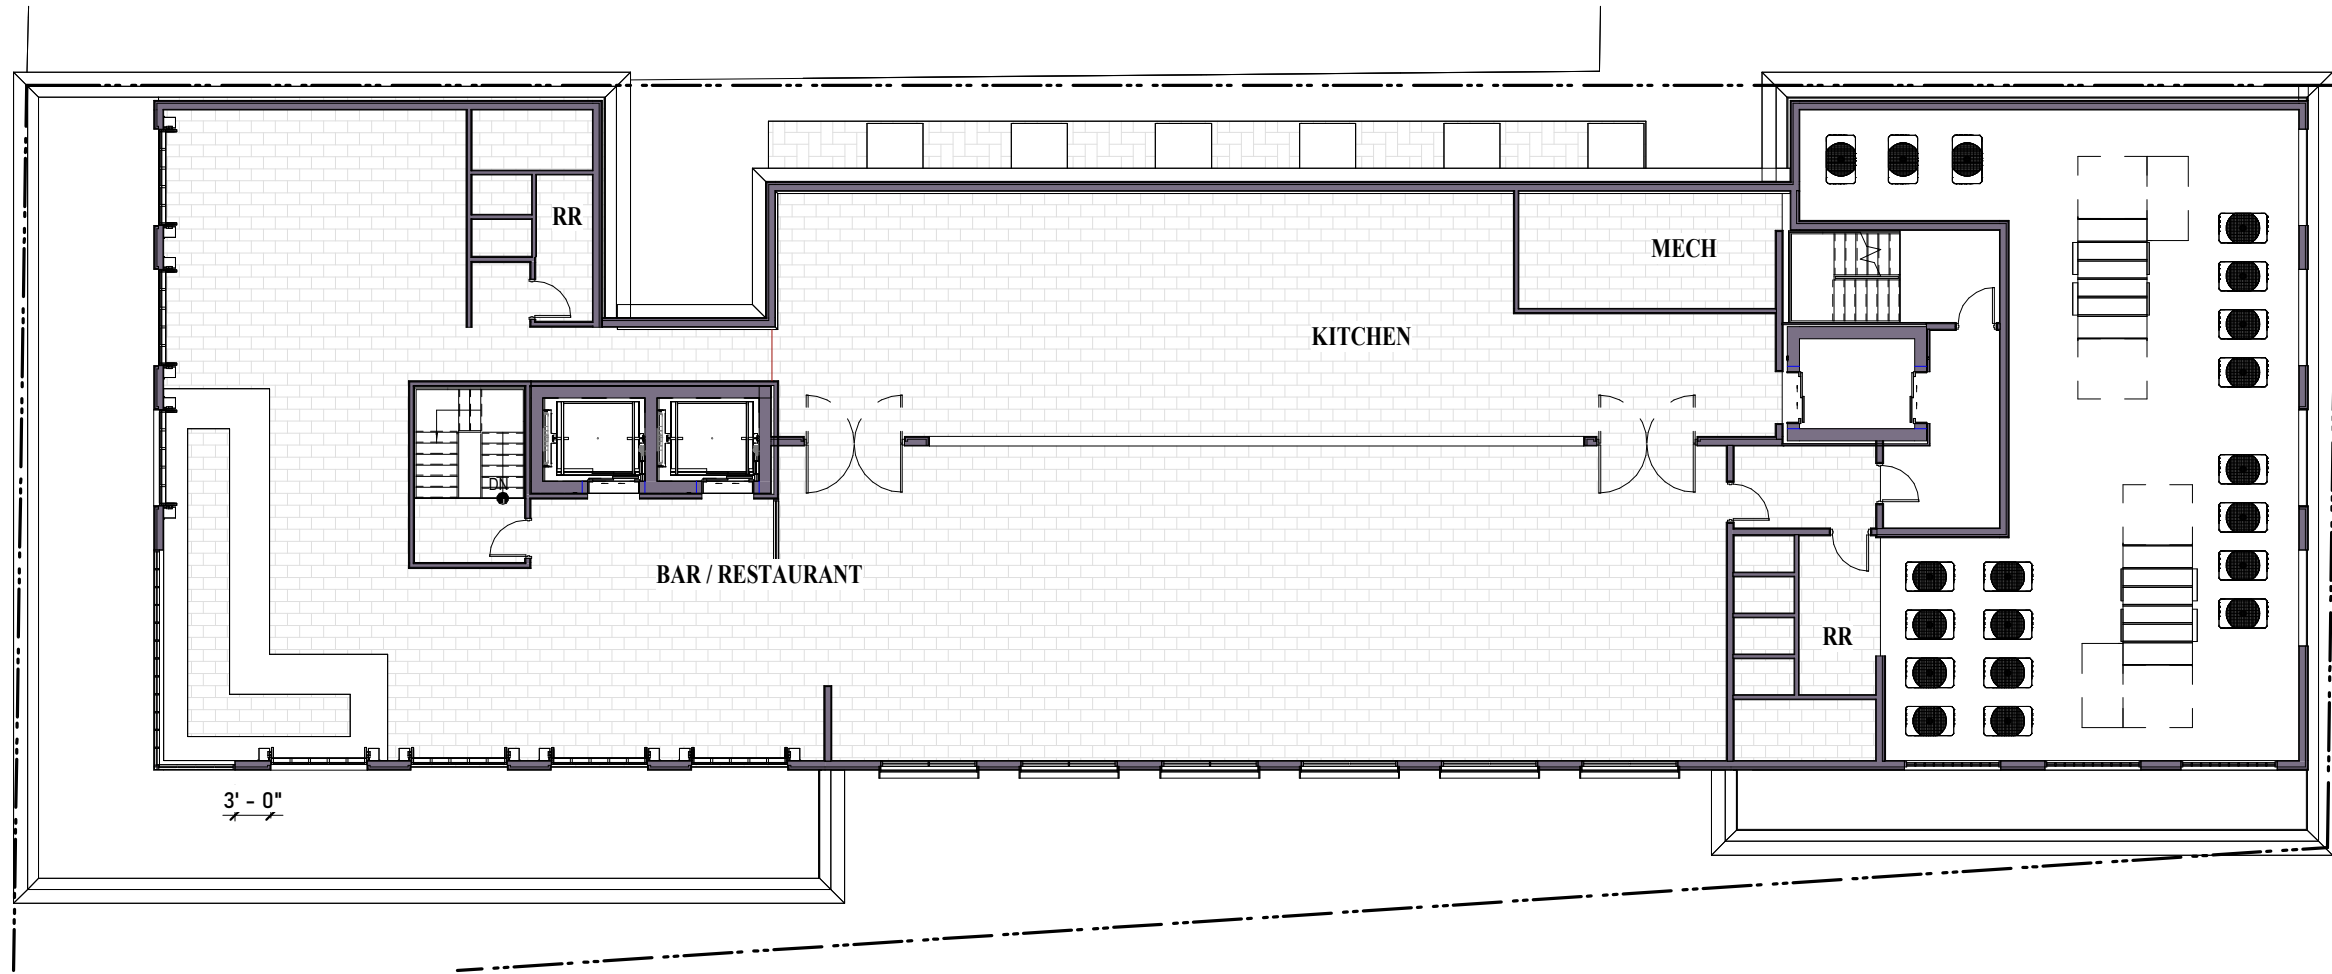 RR
MECH
KITCHEN
DN
BAR / RESTAURANT
RR
3' - 0"